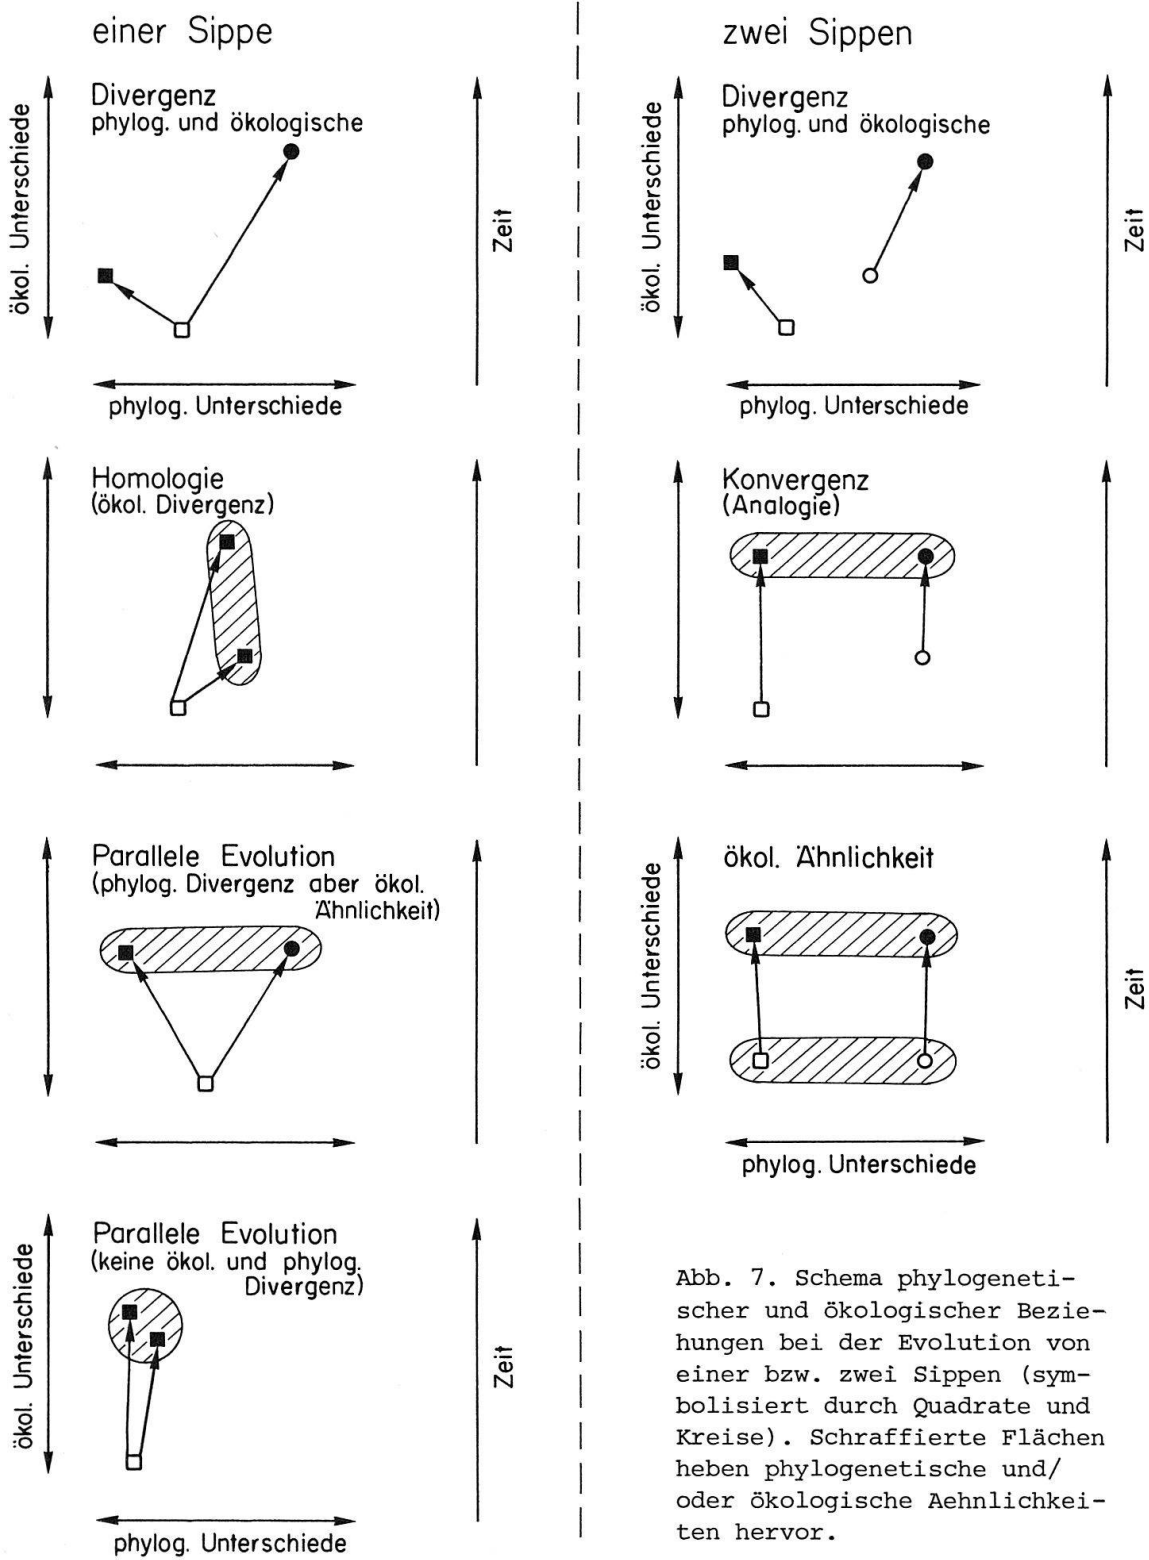 einer Sippe
Divergenz
phylog. und ökologische
ökol. Unterschiede
Zeit
phylog. Unterschiede
Homologie
(ökol. Divergenz)
Parallele Evolution
(phylog. Divergenz aber ökol.
Ähnlichkeit)
Parallele Evolution
(keine ökol. und phylog.
Divergenz)
ökol. Unterschiede
Zeit
phylog. Unterschiede
zwei Sippen
Divergenz
phylog. und ökologische
ökol. Unterschiede
Zeit
phylog. Unterschiede
Konvergenz
(Analogie)
ökol. Ähnlichkeit
ökol. Unterschiede
Zeit
phylog. Unterschiede
Abb. 7. Schema phylogeneti-
scher und ökologischer Bezie-
hungen bei der Evolution von
einer bzw. zwei Sippen (sym-
bolisiert durch Quadrate und
Kreise). Schraffierte Flächen
heben phylogenetische und/
oder ökologische Aehnlichkei-
ten hervor.